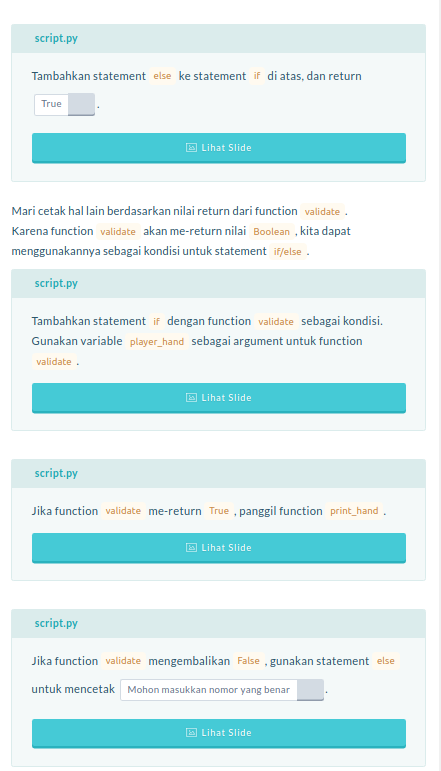 script.py
Tambahkan statement else ke statement if di atas, dan return
True .
Lihat Slide
Mari cetak hal lain berdasarkan nilai return dari function validate .
Karena function validate akan me-return nilai Boolean , kita dapat
menggunakannya sebagai kondisi untuk statement if/else .
script.py
Tambahkan statement if dengan function validate sebagai kondisi.
Gunakan variable player_hand sebagai argument untuk function
validate .
Lihat Slide
script.py
Jika function validate me-return True , panggil function print_hand .
Lihat Slide
script.py
Jika function validate mengembalikan False , gunakan statement else
untuk mencetak Mohon masukkan nomor yang benar .
Lihat Slide